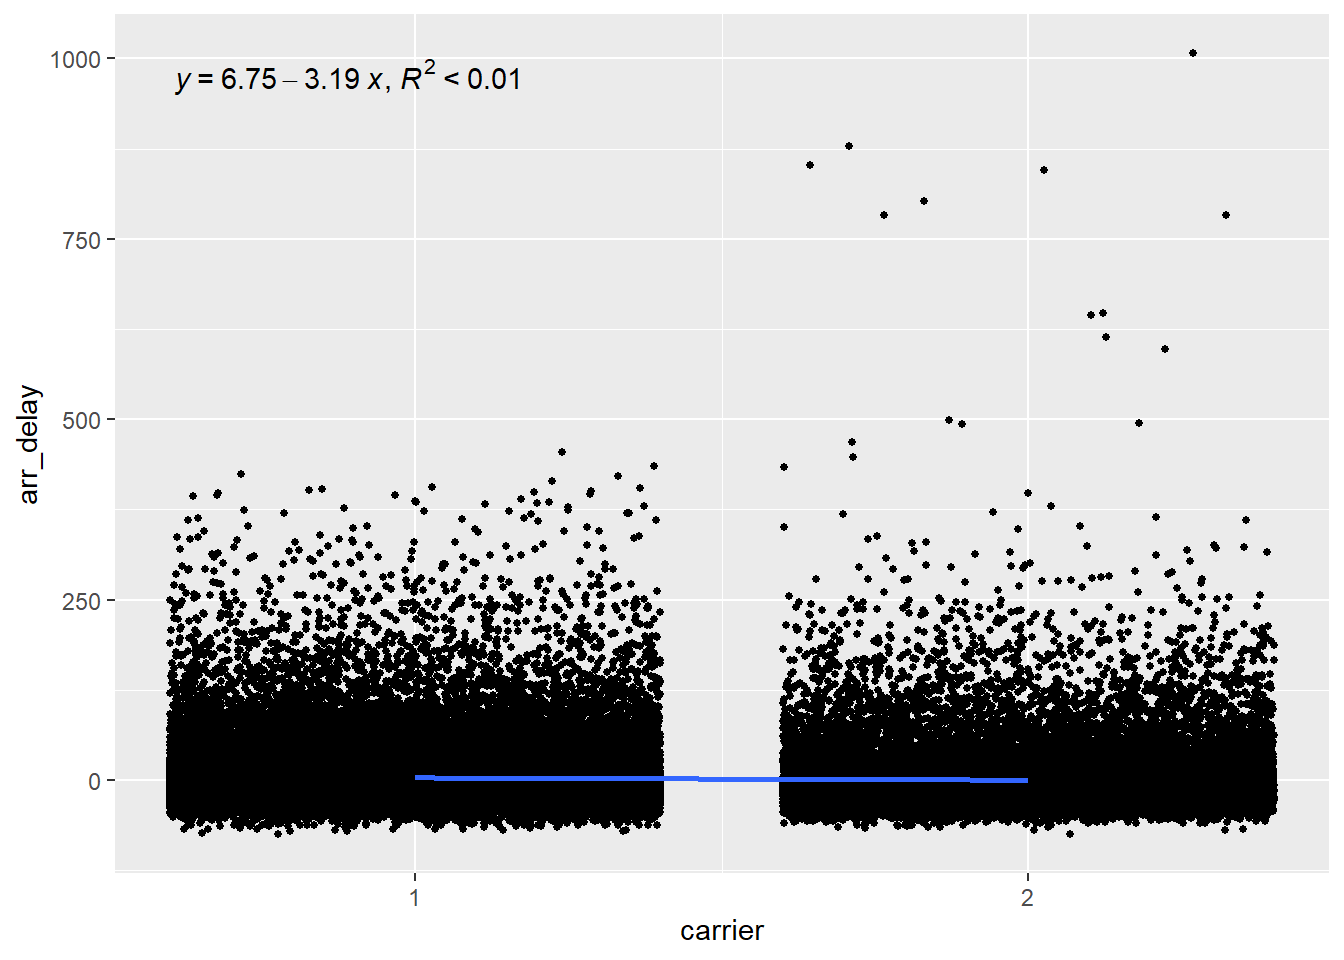 y = 6.75 − 3.19 x, R² < 0.01
1000
750
500
250
0
arr_delay
1 2
carrier